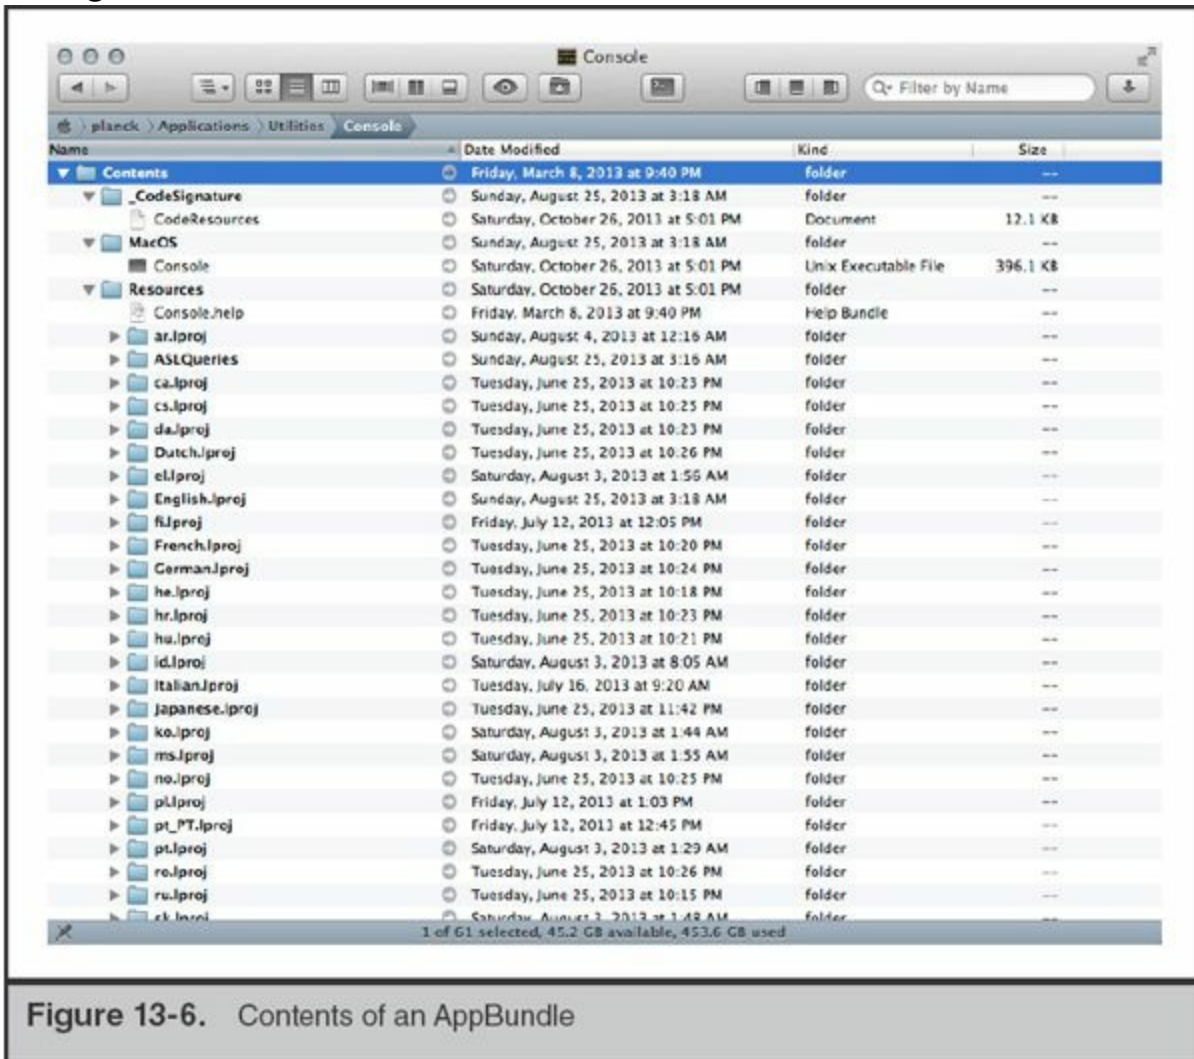 Console
Filter by Name
planck Applications Utilities Console
Name Date Modified Kind Size
Contents Friday, March 8, 2013 at 9:40 PM folder --
_CodeSignature Sunday, August 25, 2013 at 3:18 AM folder --
CodeResources Saturday, October 26, 2013 at 5:01 PM Document 12.1 KB
MacOS Sunday, August 25, 2013 at 3:18 AM folder --
Console Saturday, October 26, 2013 at 5:01 PM Unix Executable File 396.1 KB
Resources Saturday, October 26, 2013 at 5:01 PM folder --
Console.help Friday, March 8, 2013 at 9:40 PM Help Bundle --
ar.lproj Sunday, August 4, 2013 at 12:16 AM folder --
ASLQueries Sunday, August 25, 2013 at 3:16 AM folder --
ca.lproj Tuesday, June 25, 2013 at 10:23 PM folder --
cs.lproj Tuesday, June 25, 2013 at 10:25 PM folder --
da.lproj Tuesday, June 25, 2013 at 10:23 PM folder --
Dutch.lproj Tuesday, June 25, 2013 at 10:26 PM folder --
el.lproj Saturday, August 3, 2013 at 1:56 AM folder --
English.lproj Sunday, August 25, 2013 at 3:18 AM folder --
fi.lproj Friday, July 12, 2013 at 12:05 PM folder --
French.lproj Tuesday, June 25, 2013 at 10:20 PM folder --
German.lproj Tuesday, June 25, 2013 at 10:24 PM folder --
he.lproj Tuesday, June 25, 2013 at 10:18 PM folder --
hr.lproj Tuesday, June 25, 2013 at 10:23 PM folder --
hu.lproj Tuesday, June 25, 2013 at 10:21 PM folder --
id.lproj Saturday, August 3, 2013 at 8:05 AM folder --
Italian.lproj Tuesday, July 16, 2013 at 9:20 AM folder --
Japanese.lproj Tuesday, June 25, 2013 at 11:42 PM folder --
ko.lproj Saturday, August 3, 2013 at 1:44 AM folder --
ms.lproj Saturday, August 3, 2013 at 1:55 AM folder --
no.lproj Tuesday, June 25, 2013 at 10:25 PM folder --
pl.lproj Friday, July 12, 2013 at 1:03 PM folder --
pt_PT.lproj Friday, July 12, 2013 at 12:45 PM folder --
pt.lproj Saturday, August 3, 2013 at 1:29 AM folder --
ro.lproj Tuesday, June 25, 2013 at 10:26 PM folder --
ru.lproj Tuesday, June 25, 2013 at 10:15 PM folder --
sk.lproj Saturday, August 3, 2013 at 1:48 AM folder --
1 of 61 selected, 45.2 GB available, 453.6 GB used
Figure 13-6. Contents of an AppBundle